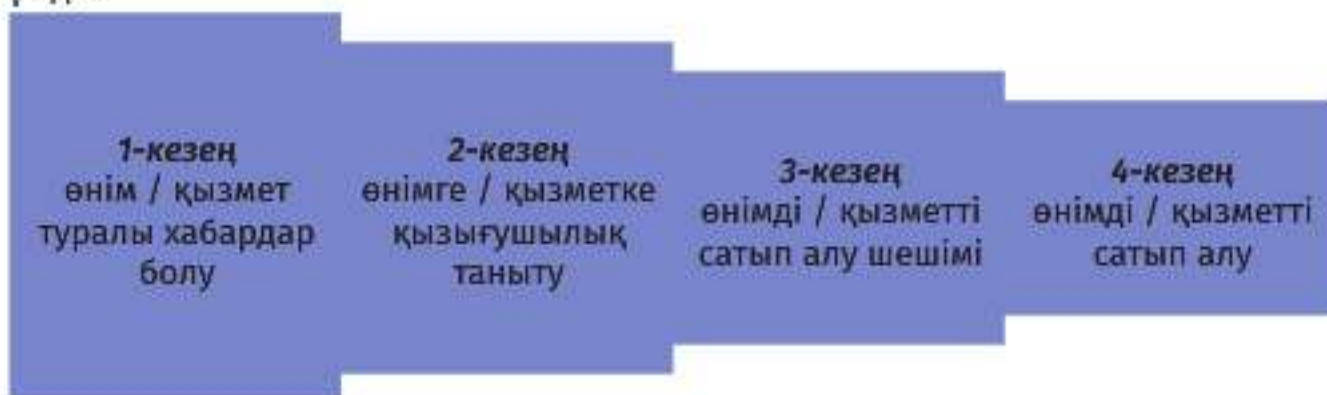 1-кезең
өнім / қызмет
туралы хабардар
болу
2-кезең
өнімге / қызметке
қызығушылық
таныту
3-кезең
өнімді / қызметті
сатып алу шешімі
4-кезең
өнімді / қызметті
сатып алу